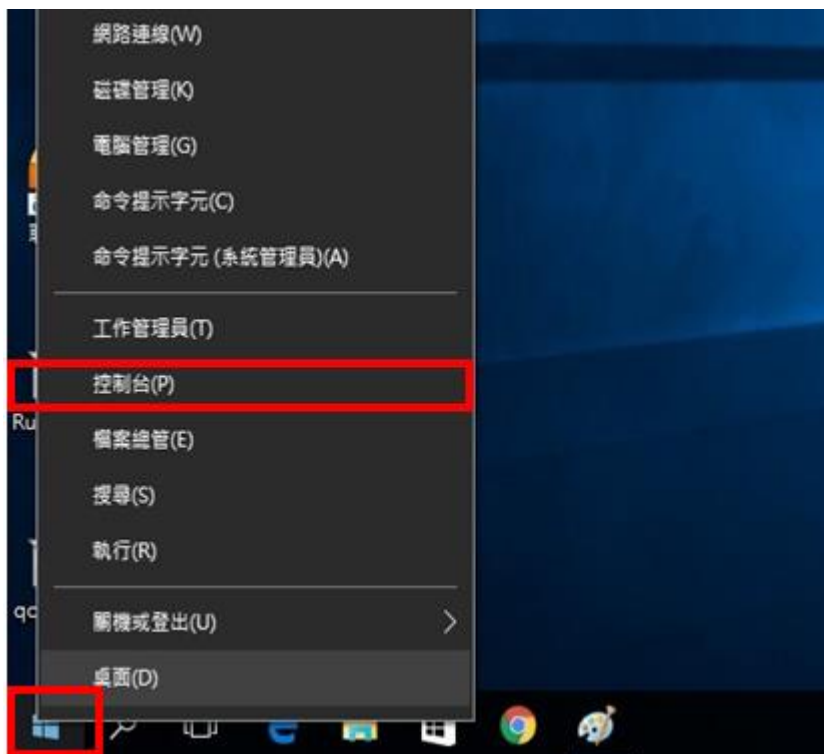 網路連線(W)
磁碟管理(K)
電腦管理(G)
命令提示字元(C)
命令提示字元 (系統管理員)(A)
工作管理員(T)
控制台(P)
Ru
檔案總管(E)
搜尋(S)
執行(R)
qc
關機或登出(U)
桌面(D)